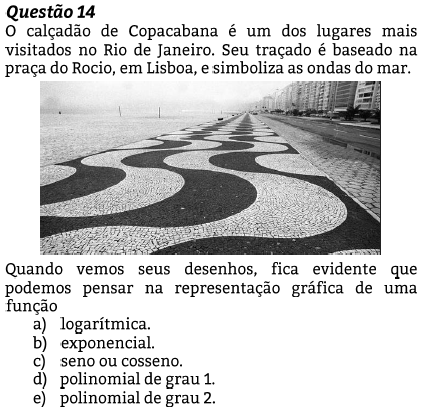 Questão 14
O calçadão de Copacabana é um dos lugares mais
visitados no Rio de Janeiro. Seu traçado é baseado na
praça do Rocio, em Lisboa, e simboliza as ondas do mar.
Quando vemos seus desenhos, fica evidente que
podemos pensar na representação gráfica de uma
função
a) logarítmica.
b) exponencial.
c) seno ou cosseno.
d) polinomial de grau 1.
e) polinomial de grau 2.